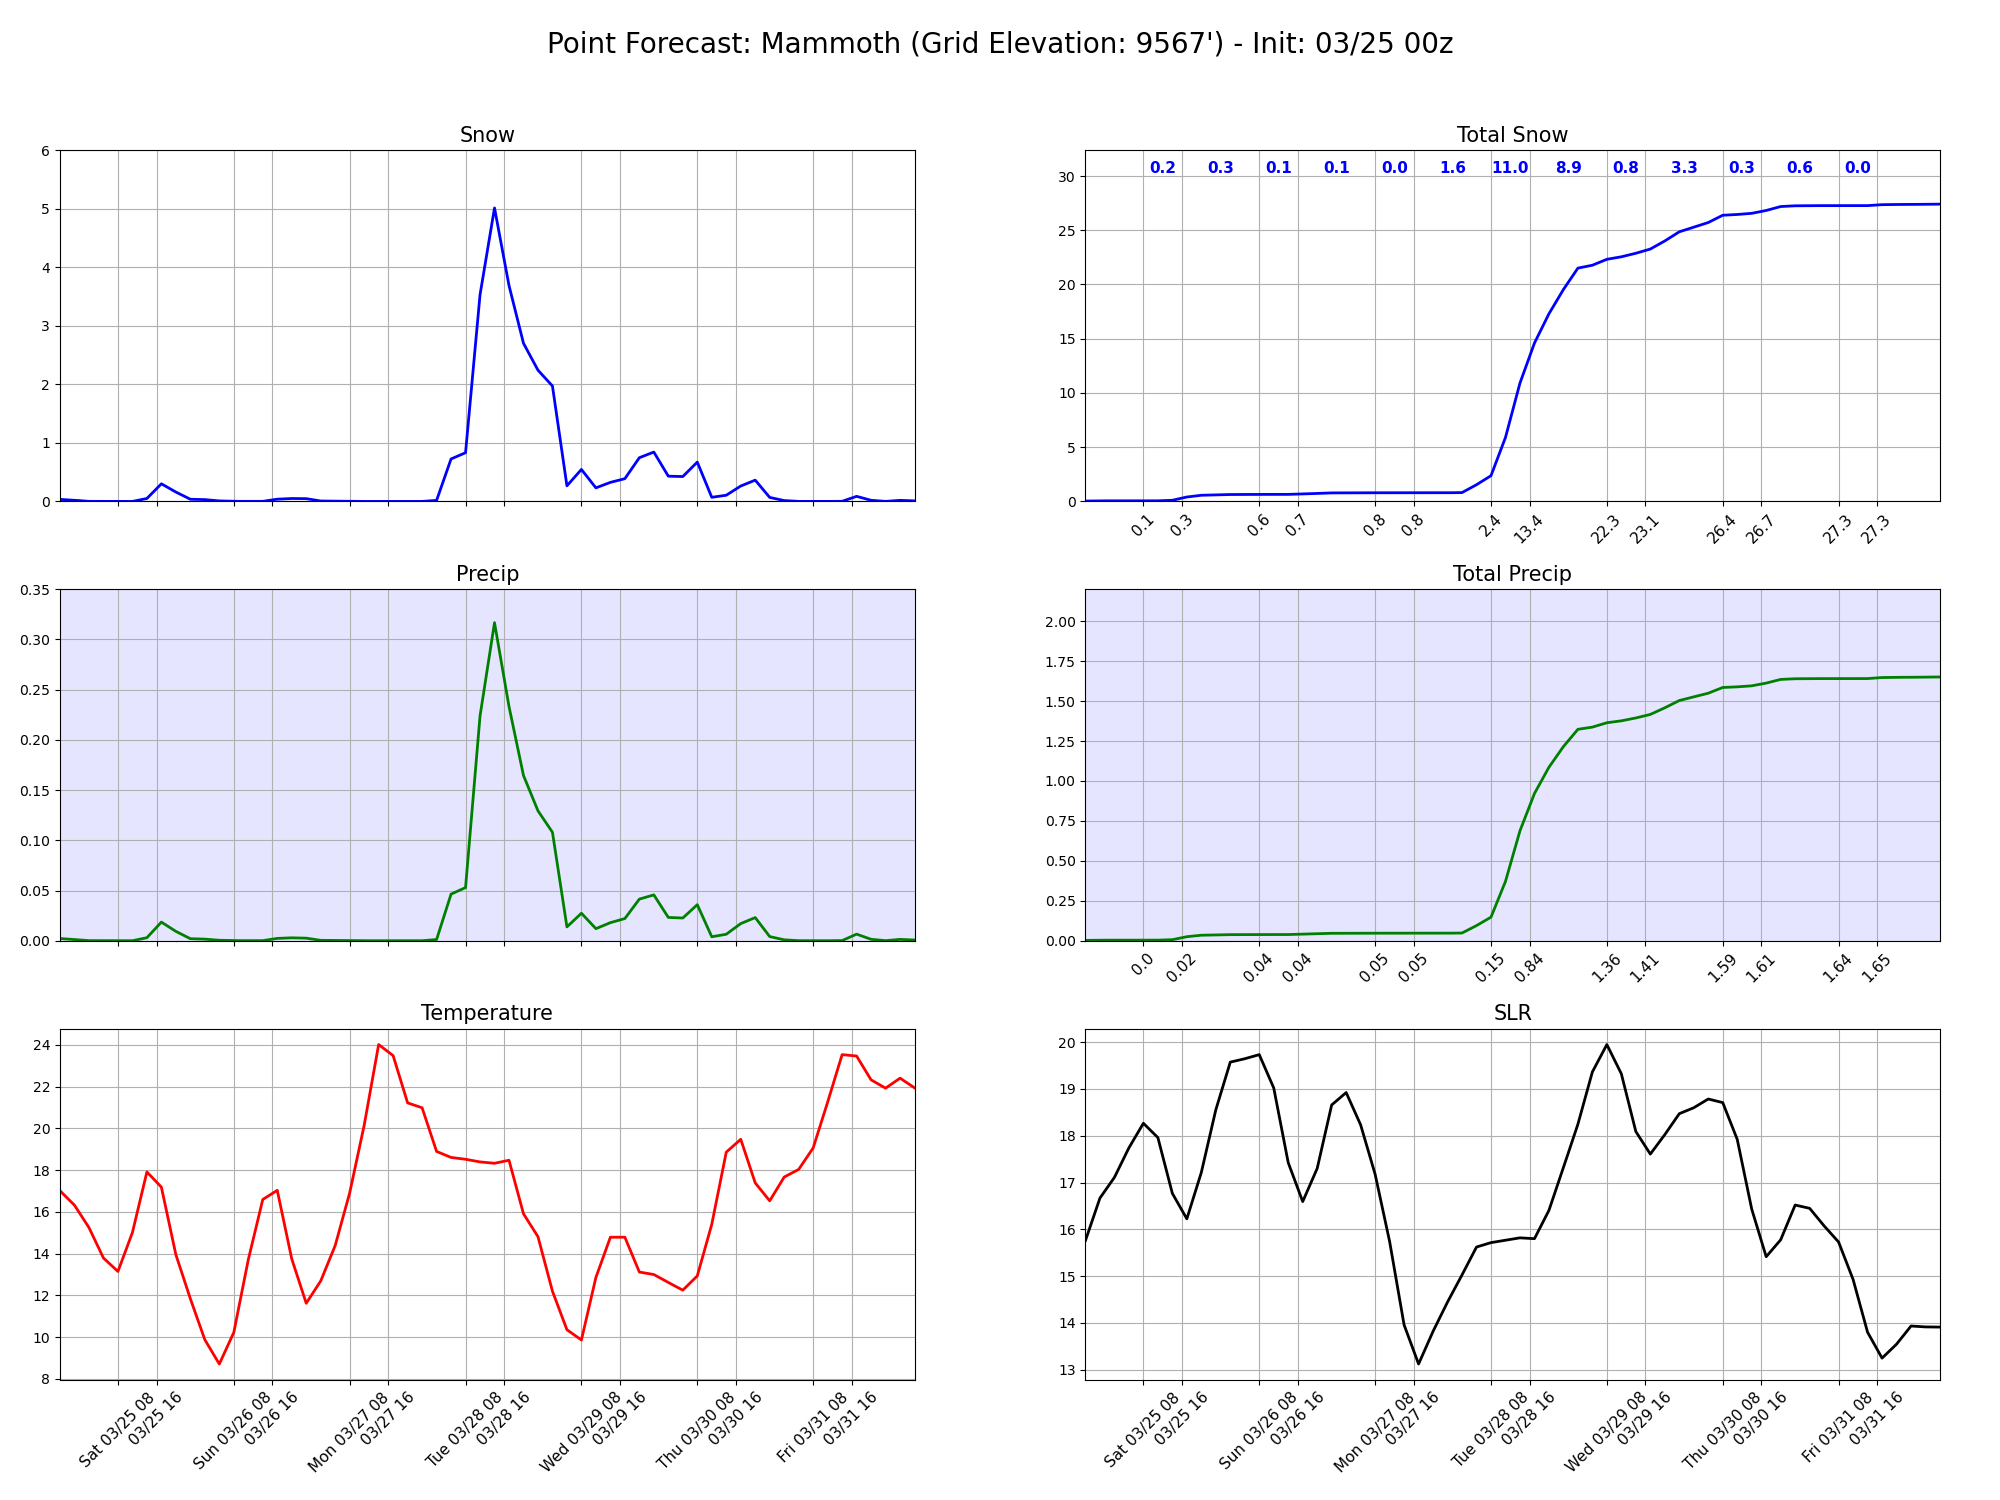 Point Forecast: Mammoth (Grid Elevation: 9567') - Init: 03/25 00z
Snow
6
5
4
3
2
1
0
Total Snow
0.2 0.3 0.1 0.1 0.0 1.6 11.0 8.9 0.8 3.3 0.3 0.6 0.0
30
25
20
15
10
5
0
0.1 0.3 0.6 0.7 0.8 0.8 2.4 13.4 22.3 23.1 26.4 26.7 27.3 27.3
Precip
0.35
0.30
0.25
0.20
0.15
0.10
0.05
0.00
Total Precip
2.00
1.75
1.50
1.25
1.00
0.75
0.50
0.25
0.00
0.0 0.02 0.04 0.04 0.05 0.05 0.15 0.84 1.36 1.41 1.59 1.61 1.64 1.65
Temperature
24
22
20
18
16
14
12
10
8
Sat 03/25 08
03/25 16
Sun 03/26 08
03/26 16
Mon 03/27 08
03/27 16
Tue 03/28 08
03/28 16
Wed 03/29 08
03/29 16
Thu 03/30 08
03/30 16
Fri 03/31 08
03/31 16
SLR
20
19
18
17
16
15
14
13
Sat 03/25 08
03/25 16
Sun 03/26 08
03/26 16
Mon 03/27 08
03/27 16
Tue 03/28 08
03/28 16
Wed 03/29 08
03/29 16
Thu 03/30 08
03/30 16
Fri 03/31 08
03/31 16